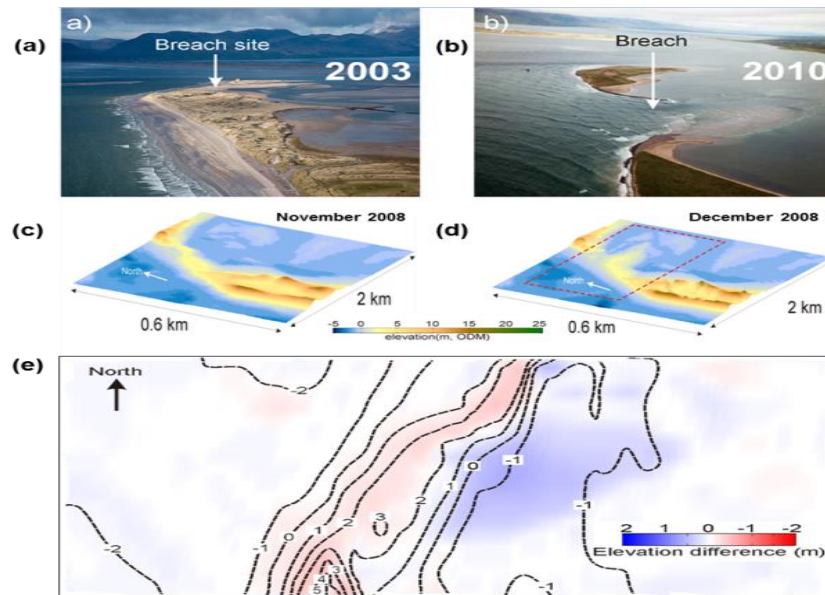 (a)
a)
Breach site
2003
(b)
b)
Breach
2010
(c)
November 2008
North
0.6 km
2 km
(d)
December 2008
North
0.6 km
2 km
-5 0 5 10 15 20 25
elevation(m, ODM)
(e)
North
-2
-2
-1
0
1
2
3
3
4
5
2
1
0
-1
-1
-1
2 1 0 -1 -2
Elevation difference (m)